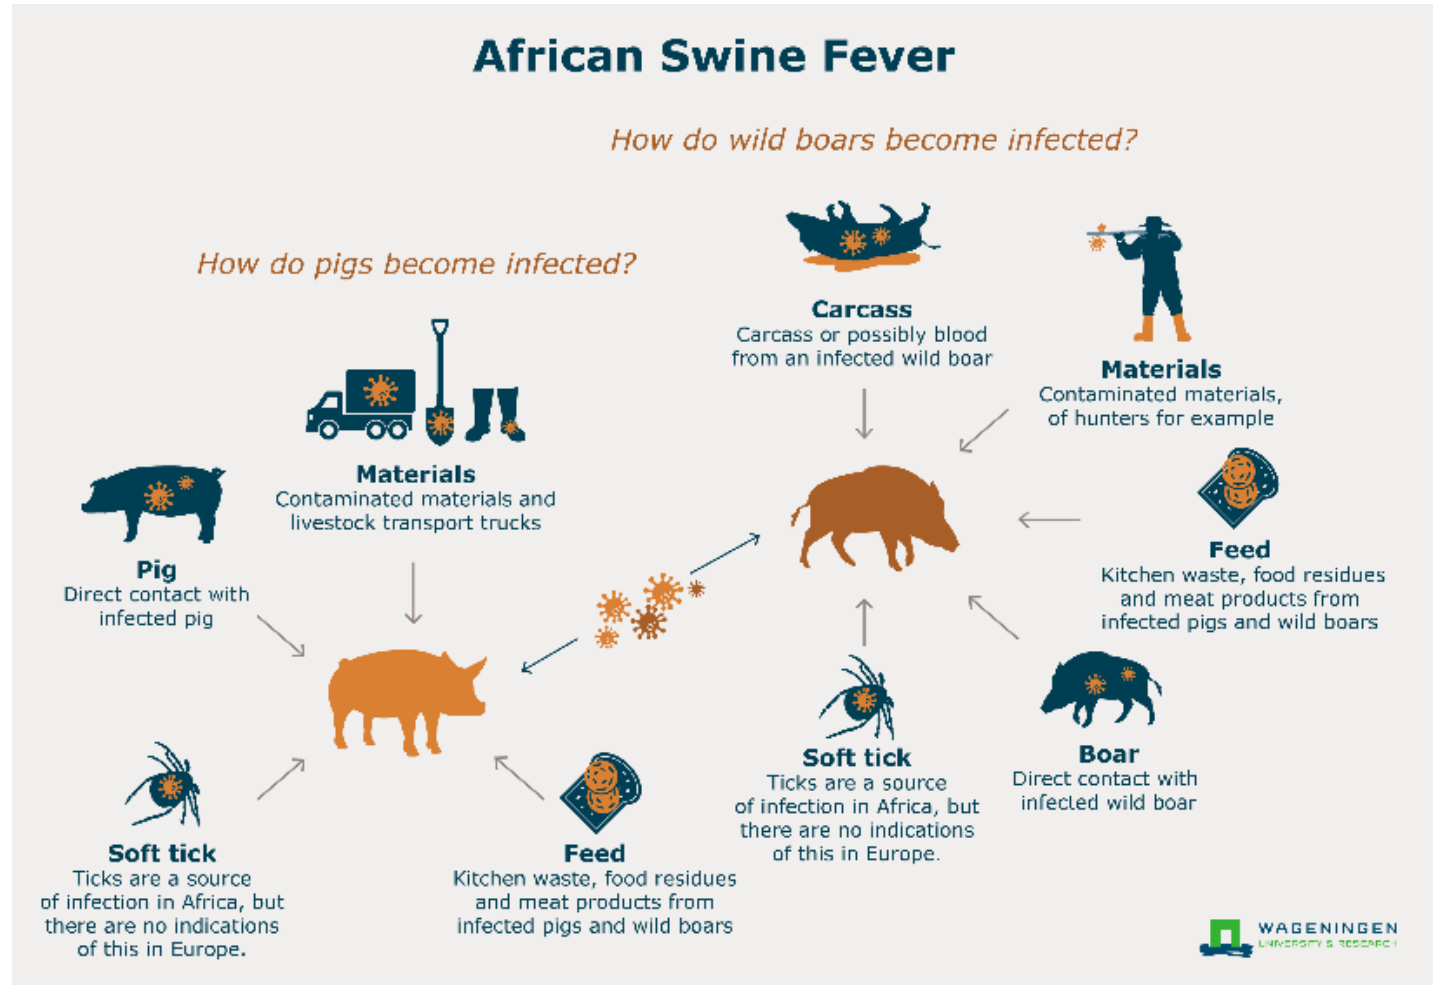 African Swine Fever
How do wild boars become infected?
How do pigs become infected?
Carcass
Carcass or possibly blood
from an infected wild boar
Materials
Contaminated materials,
of hunters for example
Materials
Contaminated materials and
livestock transport trucks
Pig
Direct contact with
infected pig
Feed
Kitchen waste, food residues
and meat products from
infected pigs and wild boars
Soft tick
Ticks are a source
of infection in Africa, but
there are no indications
of this in Europe.
Boar
Direct contact with
infected wild boar
Soft tick
Ticks are a source
of infection in Africa, but
there are no indications
of this in Europe.
Feed
Kitchen waste, food residues
and meat products from
infected pigs and wild boars
WAGENINGEN
UNIVERSITY & RESEARCH